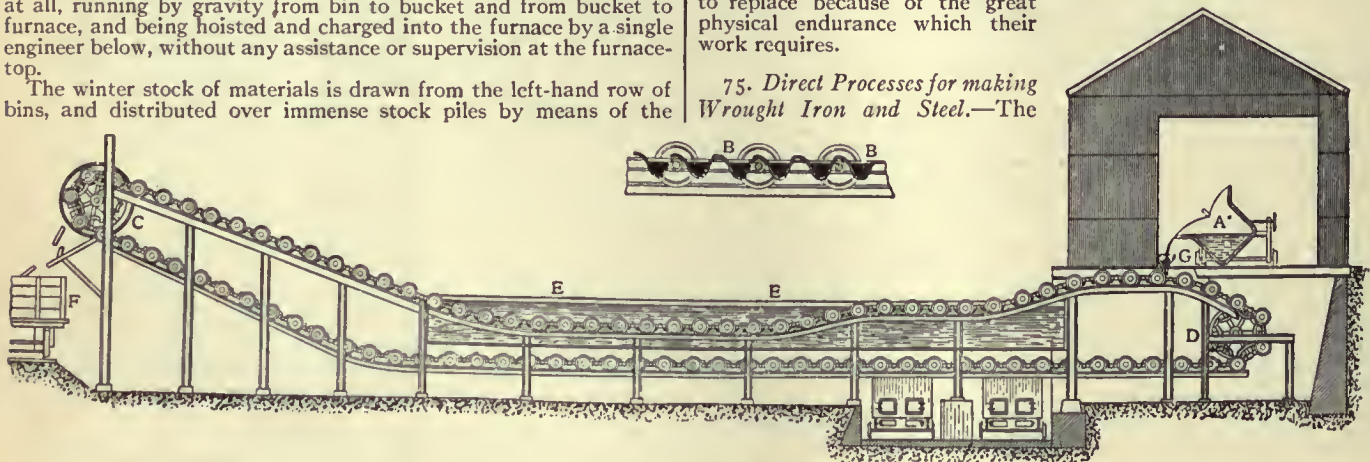 at all, running by gravity from bin to bucket and from bucket to
furnace, and being hoisted and charged into the furnace by a single
engineer below, without any assistance or supervision at the furnace-
top.
The winter stock of materials is drawn from the left-hand row of
bins, and distributed over immense stock piles by means of the
to replace because of the great
physical endurance which their
work requires.
75. Direct Processes for making
Wrought Iron and Steel.—The
B B
C
F
E E
A
G
D